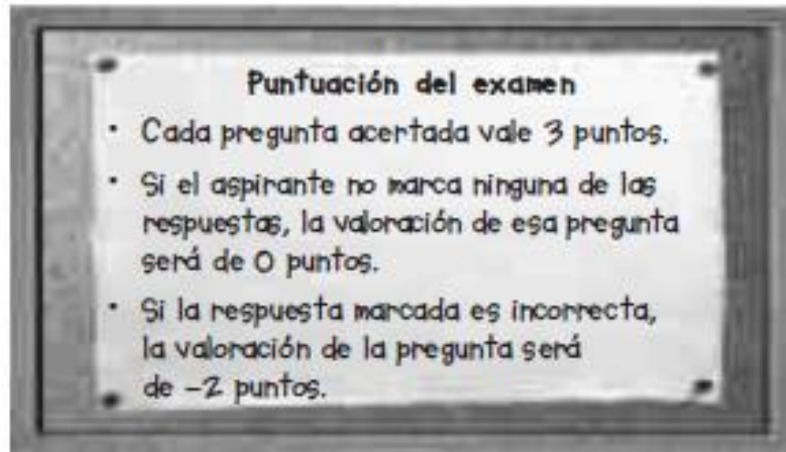 Puntuación del examen
• Cada pregunta acertada vale 3 puntos.
• Si el aspirante no marca ninguna de las
respuestas, la valoración de esa pregunta
será de 0 puntos.
• Si la respuesta marcada es incorrecta,
la valoración de la pregunta será
de –2 puntos.